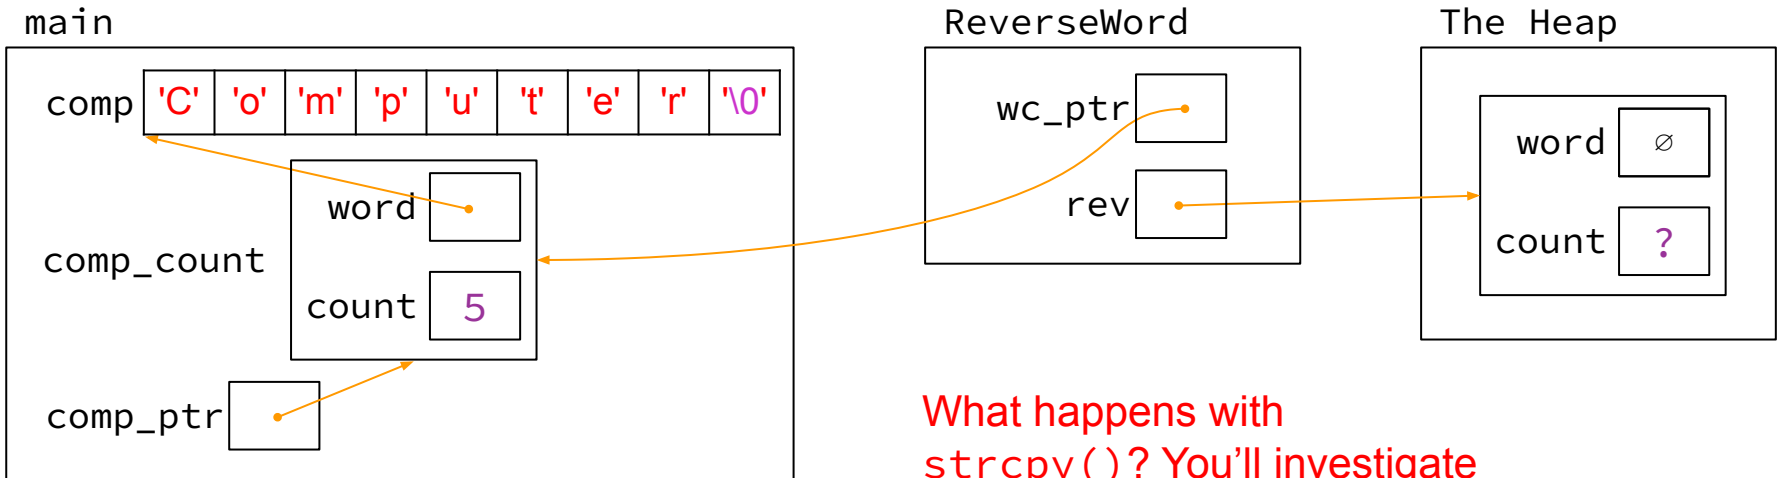 main ReverseWord The Heap
comp 'C' 'o' 'm' 'p' 'u' 't' 'e' 'r' '\0'
wc_ptr
word ∅
word
rev
count ?
comp_count
count 5
comp_ptr
What happens with
strcpy()? You’ll investigate